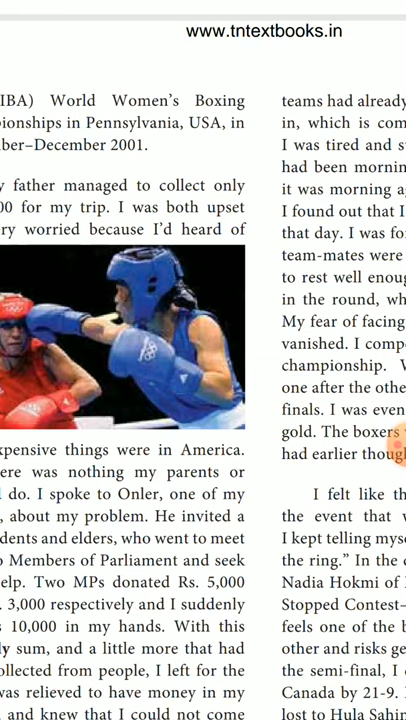 www.tntextbooks.in
IBA) World Women's Boxing
pionships in Pennsylvania, USA, in
ber–December 2001.
y father managed to collect only
00 for my trip. I was both upset
ry worried because I'd heard of
xpensive things were in America.
ere was nothing my parents or
do. I spoke to Onler, one of my
, about my problem. He invited a
dents and elders, who went to meet
o Members of Parliament and seek
elp. Two MPs donated Rs. 5,000
. 3,000 respectively and I suddenly
s 10,000 in my hands. With this
ly sum, and a little more that had
ollected from people, I left for the
was relieved to have money in my
and knew that I could not come
teams had already
in, which is com
I was tired and s
had been mornin
it was morning a
I found out that I
that day. I was fo
team-mates were
to rest well enoug
in the round, wh
My fear of facing
vanished. I compe
championship. W
one after the othe
finals. I was even
gold. The boxers
had earlier though
I felt like th
the event that w
I kept telling myse
the ring." In the
Nadia Hokmi of
Stopped Contest–
feels one of the b
other and risks ge
the semi-final, I
Canada by 21-9.
lost to Hula Sahin